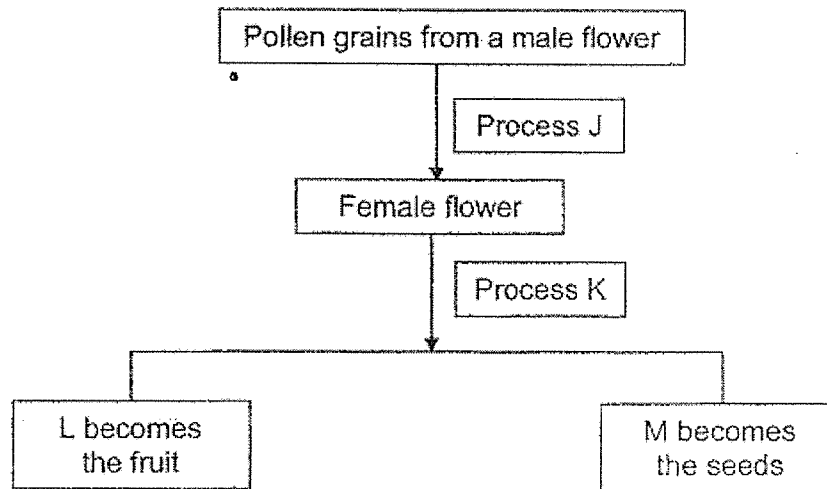 Pollen grains from a male flower
Process J
Female flower
Process K
L becomes
the fruit
M becomes
the seeds